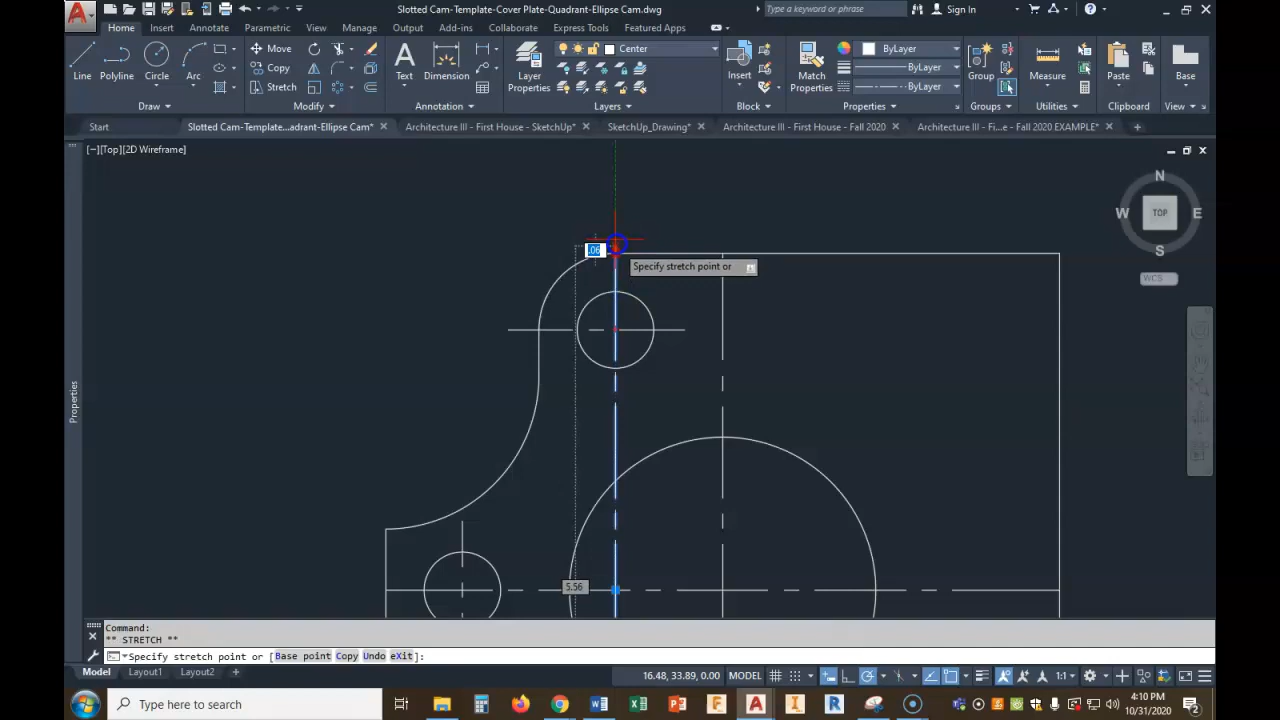 A
Slotted Cam-Template-Cover Plate-Quadrant-Ellipse Cam.dwg
Type a keyword or phrase
Sign In
Home Insert Annotate Parametric View Manage Output Add-ins Collaborate Express Tools Featured Apps
Line Polyline Circle Arc
Move
Copy
Stretch
Text Dimension
Layer
Properties
Center
Insert
Match
Properties
ByLayer
ByLayer
ByLayer
Group
Measure
Paste
Base
Draw Modify Annotation Layers Block Properties Groups Utilities Clipboard View
Start
Slotted Cam-Template...adrant-Ellipse Cam*
Architecture III - First House - SketchUp*
SketchUp_Drawing*
Architecture III - First House - Fall 2020
Architecture III - Fi...e - Fall 2020 EXAMPLE*
[−][Top][2D Wireframe]
N
W TOP E
S
WCS
.06
Specify stretch point or
5.56
Properties
Command:
** STRETCH **
Specify stretch point or [Base point Copy Undo eXit]:
Model Layout1 Layout2 +
16.48, 33.89, 0.00 MODEL 1:1
Type here to search
4:10 PM
10/31/2020